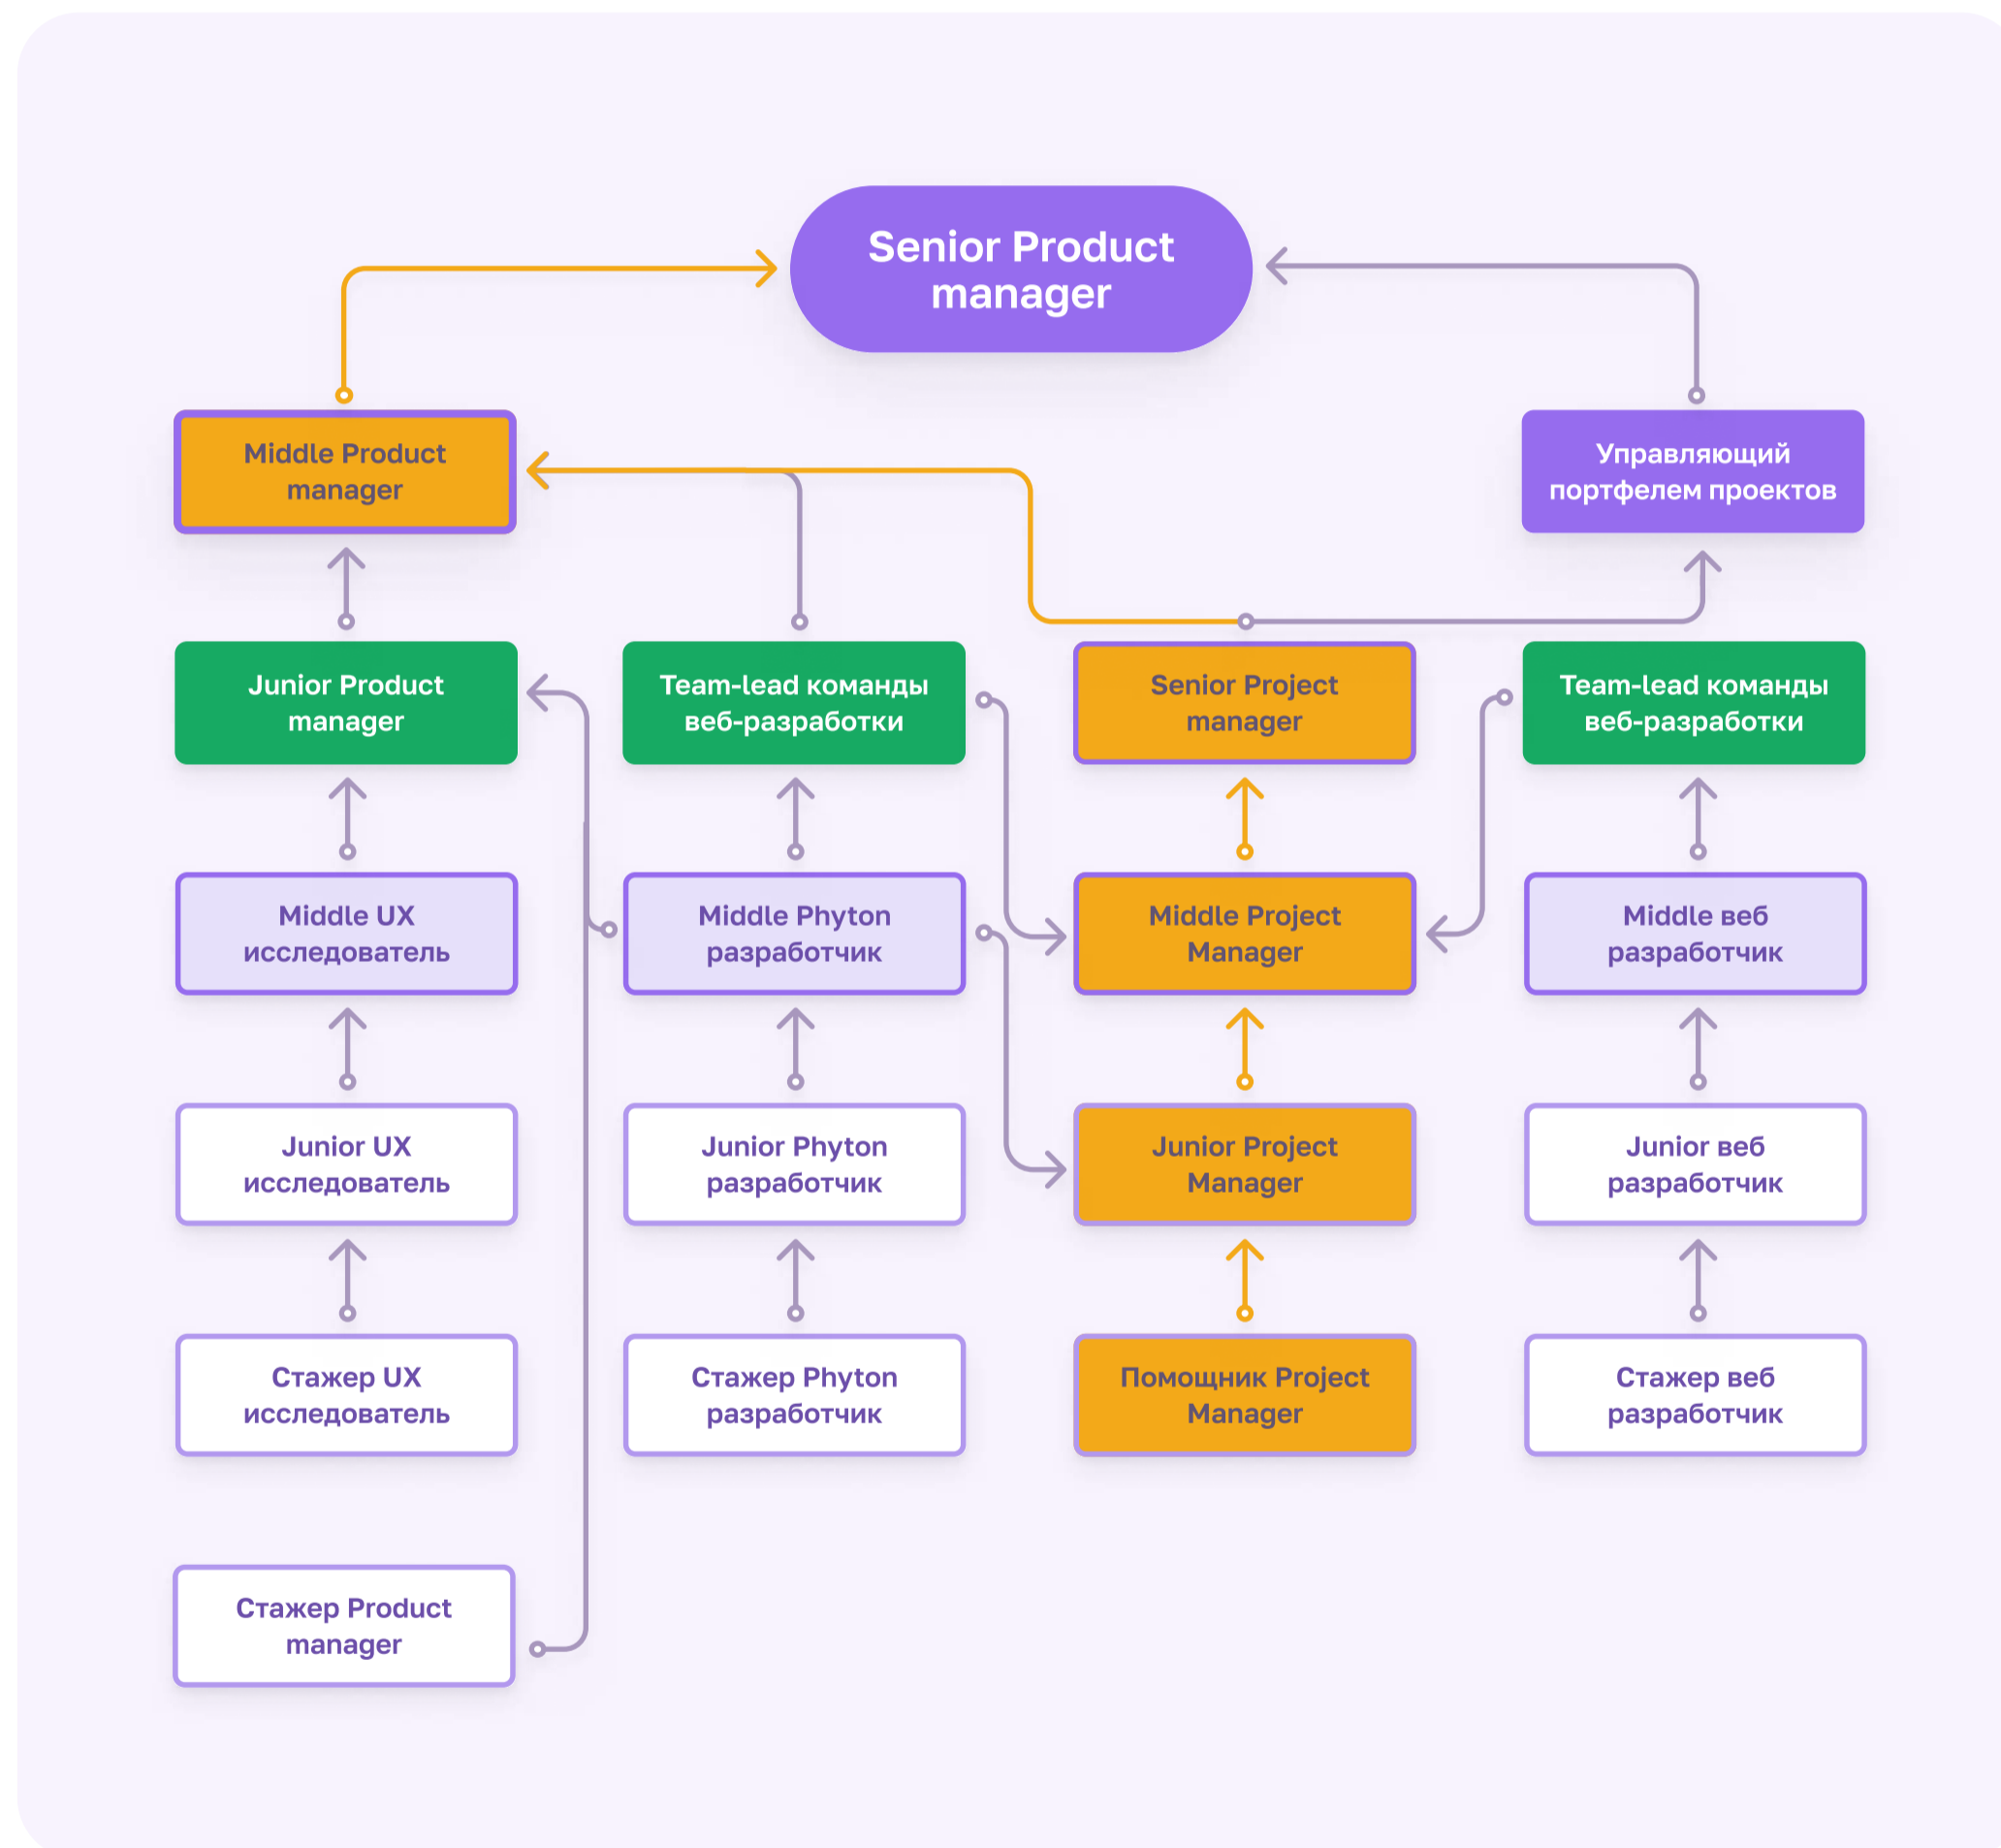 Senior Product
manager
Middle Product
manager
Управляющий
портфелем проектов
Junior Product
manager
Team-lead команды
веб-разработки
Senior Project
manager
Team-lead команды
веб-разработки
Middle UX
исследователь
Middle Phyton
разработчик
Middle Project
Manager
Middle веб
разработчик
Junior UX
исследователь
Junior Phyton
разработчик
Junior Project
Manager
Junior веб
разработчик
Стажер UX
исследователь
Стажер Phyton
разработчик
Помощник Project
Manager
Стажер веб
разработчик
Стажер Product
manager